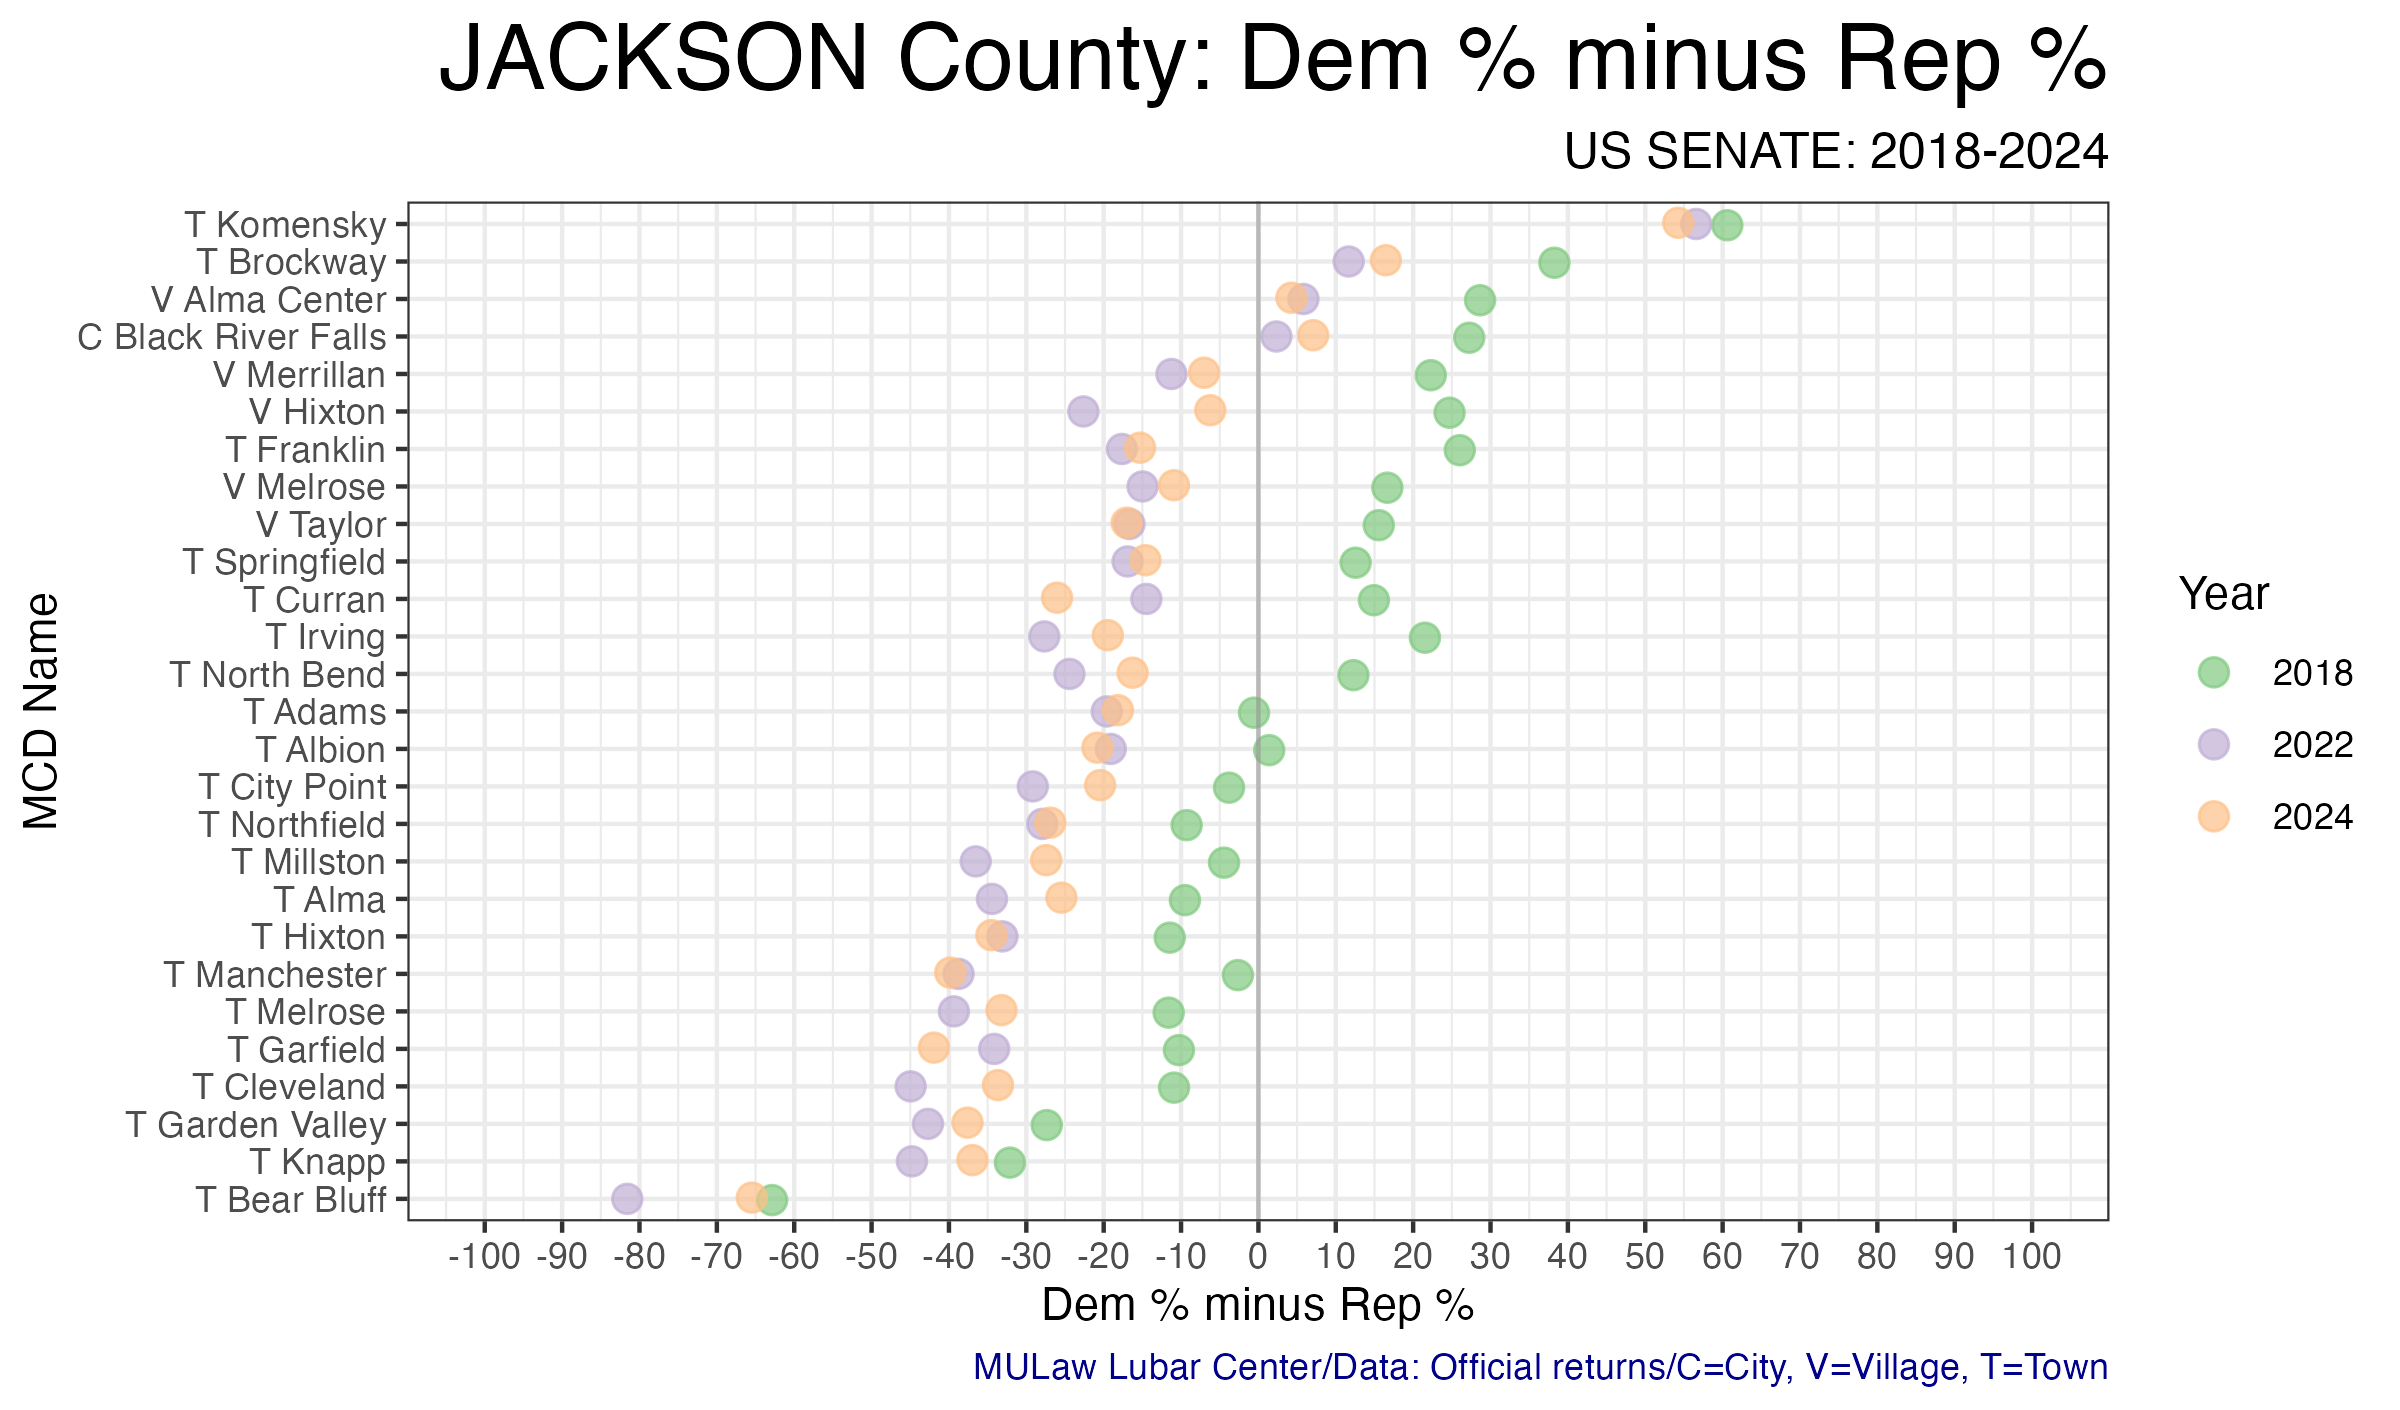 JACKSON County: Dem % minus Rep %
US SENATE: 2018-2024
MCD Name
T Komensky
T Brockway
V Alma Center
C Black River Falls
V Merrillan
V Hixton
T Franklin
V Melrose
V Taylor
T Springfield
T Curran
T Irving
T North Bend
T Adams
T Albion
T City Point
T Northfield
T Millston
T Alma
T Hixton
T Manchester
T Melrose
T Garfield
T Cleveland
T Garden Valley
T Knapp
T Bear Bluff
-100 -90 -80 -70 -60 -50 -40 -30 -20 -10 0 10 20 30 40 50 60 70 80 90 100
Dem % minus Rep %
Year
2018
2022
2024
MULaw Lubar Center/Data: Official returns/C=City, V=Village, T=Town